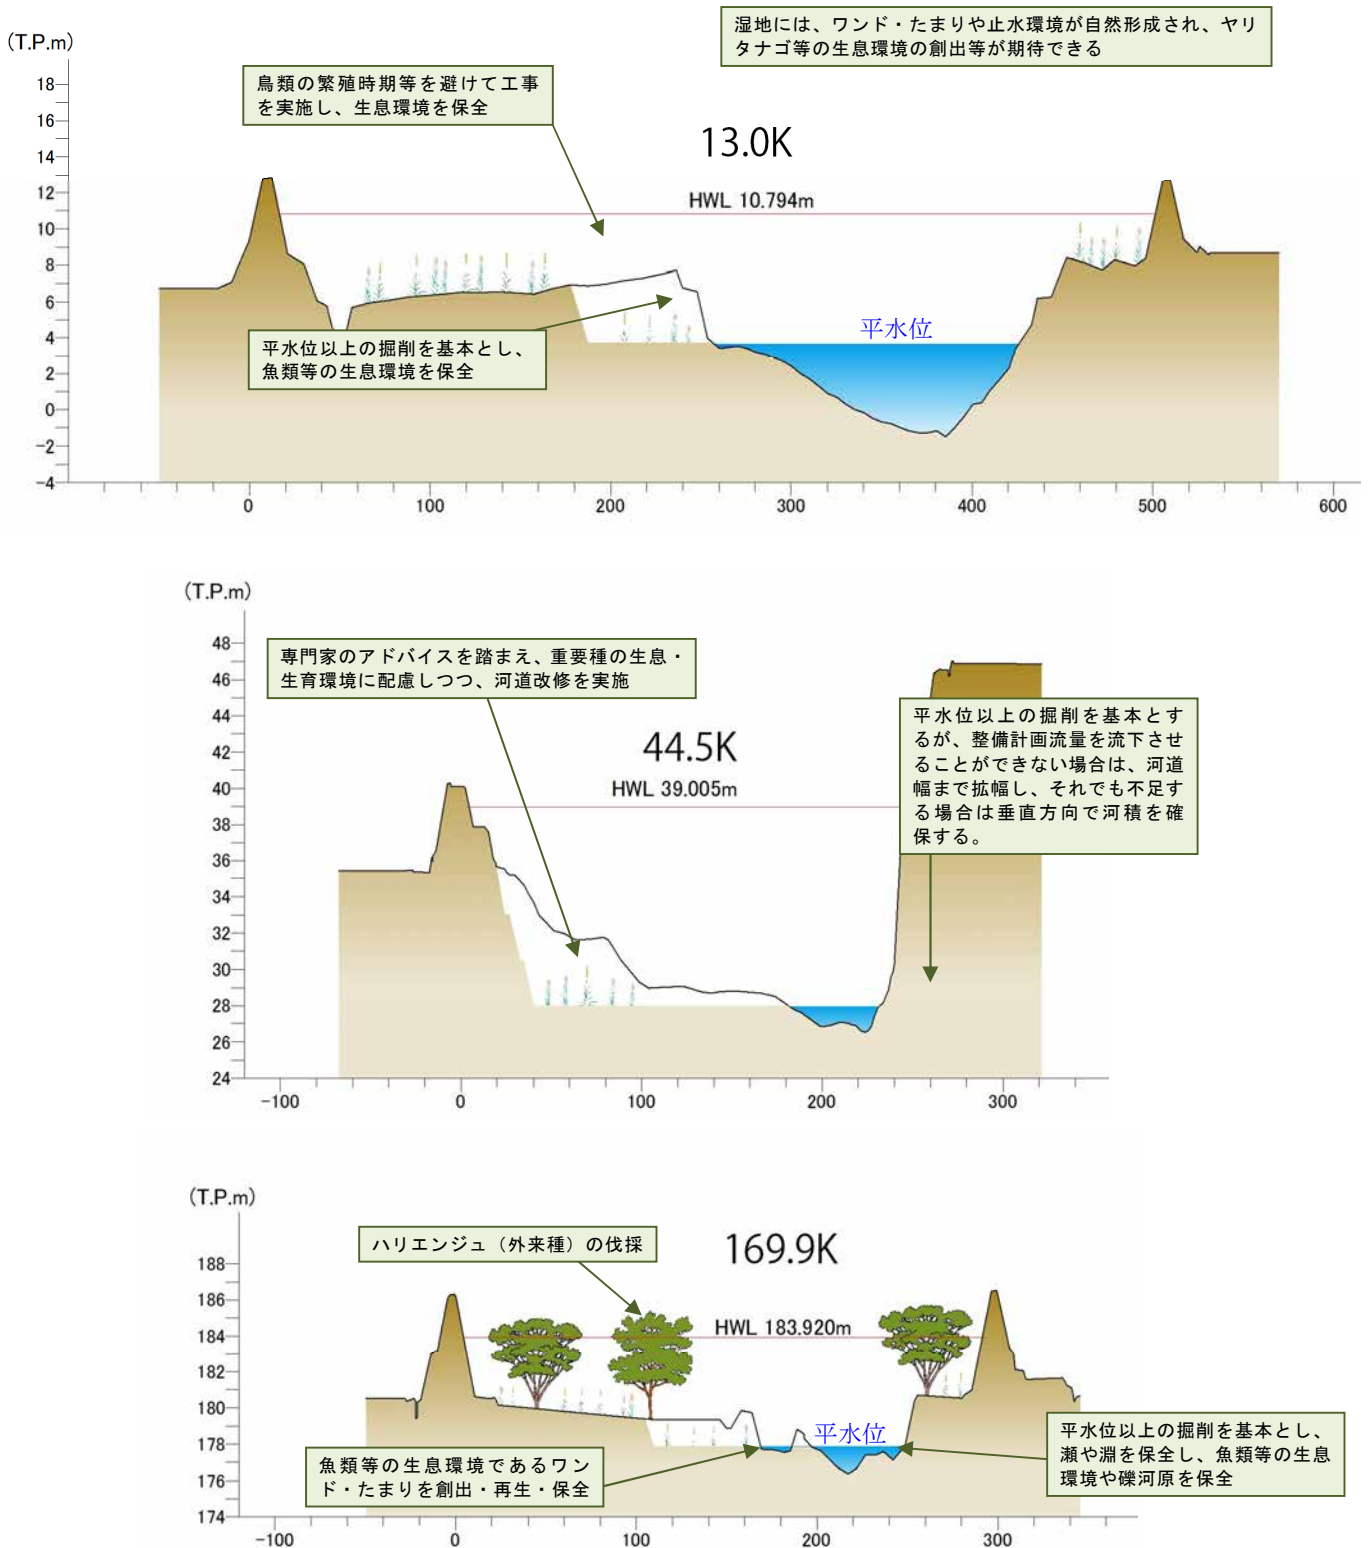 湿地には、ワンド・たまりや止水環境が自然形成され、ヤリ
タナゴ等の生息環境の創出等が期待できる
(T.P.m)
鳥類の繁殖時期等を避けて工事
を実施し、生息環境を保全
13.0K
HWL 10.794m
平水位
平水位以上の掘削を基本とし、
魚類等の生息環境を保全
18
16
14
12
10
8
6
4
2
0
-2
-4
0 100 200 300 400 500 600
(T.P.m)
専門家のアドバイスを踏まえ、重要種の生息・
生育環境に配慮しつつ、河道改修を実施
44.5K
HWL 39.005m
平水位以上の掘削を基本とす
るが、整備計画流量を流下させ
ることができない場合は、河道
幅まで拡幅し、それでも不足す
る場合は垂直方向で河積を確
保する。
48
46
44
42
40
38
36
34
32
30
28
26
24
-100 0 100 200 300
(T.P.m)
ハリエンジュ（外来種）の伐採
169.9K
HWL 183.920m
平水位
魚類等の生息環境であるワン
ド・たまりを創出・再生・保全
平水位以上の掘削を基本とし、
瀬や淵を保全し、魚類等の生息
環境や礫河原を保全
188
186
184
182
180
178
176
174
-100 0 100 200 300